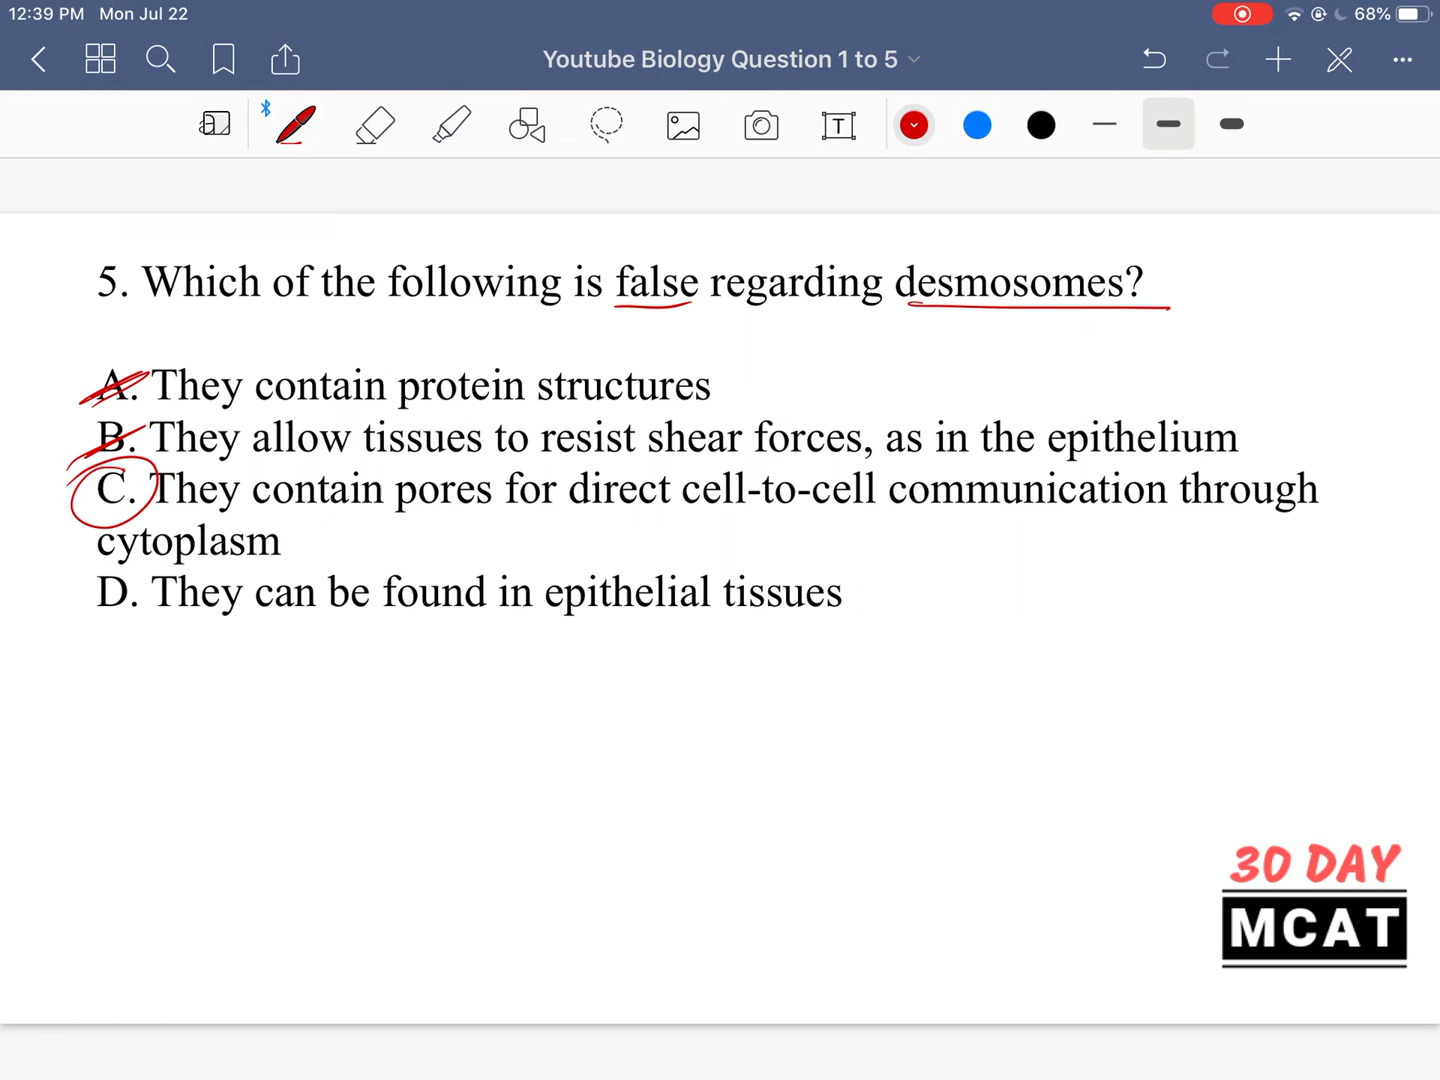 12:39 PM Mon Jul 22
68%
Youtube Biology Question 1 to 5
T
5. Which of the following is false regarding desmosomes?
A. They contain protein structures
B. They allow tissues to resist shear forces, as in the epithelium
C. They contain pores for direct cell-to-cell communication through
cytoplasm
D. They can be found in epithelial tissues
30 DAY
MCAT